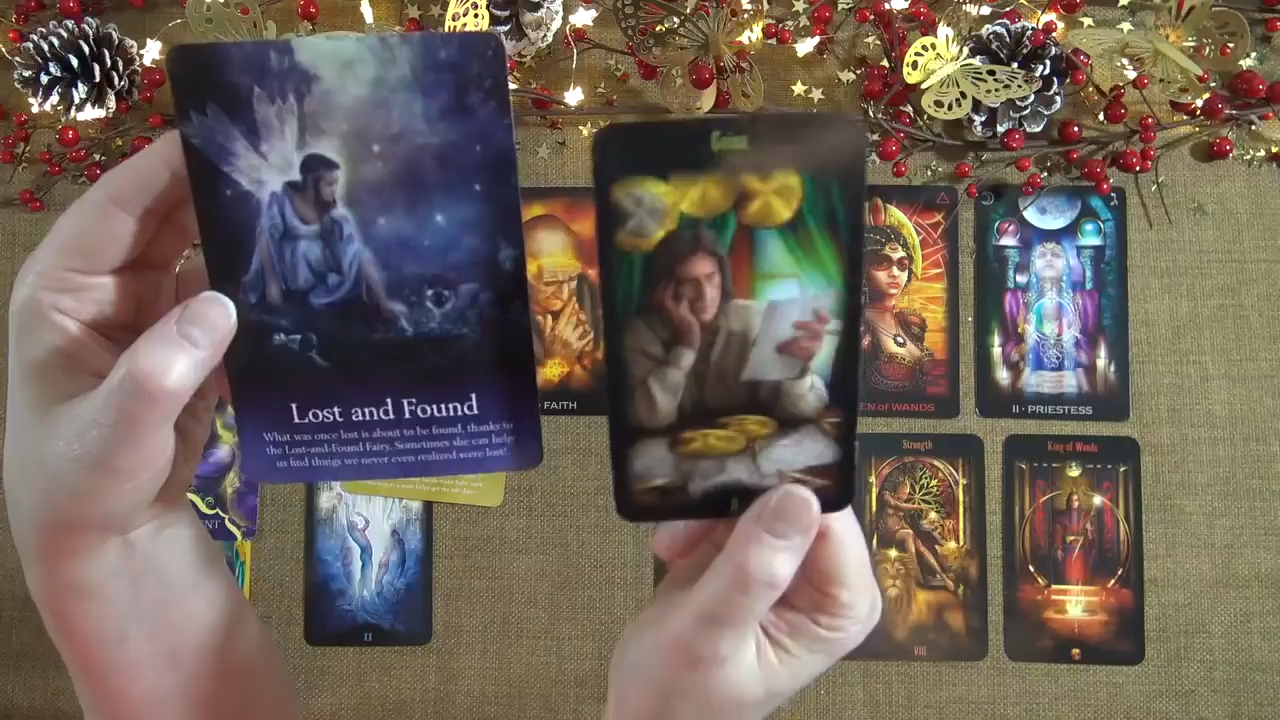 Lost and Found
What was once lost is about to be found, thanks to
the Lost-and-Found Fairy. Sometimes she can help
us find things we never even realized were lost!
• FAITH
EN of WANDS
II • PRIESTESS
Strength
King of Wands
ENT
XX
VIII